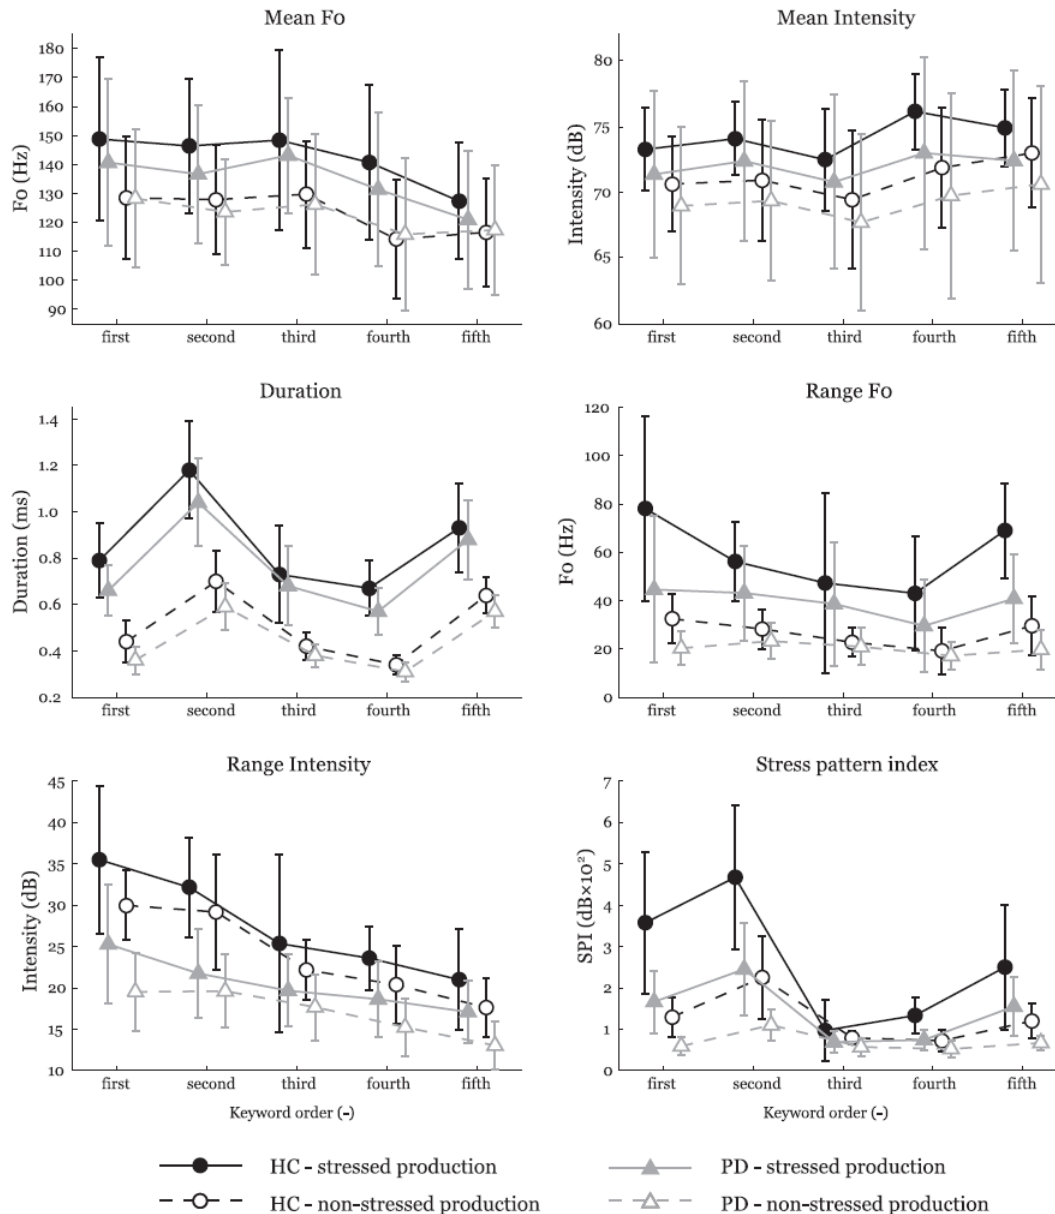 Mean F0
Fo (Hz)
180
170
160
150
140
130
120
110
100
90
first second third fourth fifth
Mean Intensity
Intensity (dB)
80
75
70
65
60
first second third fourth fifth
Duration
Duration (ms)
1.4
1.2
1.0
0.8
0.6
0.4
0.2
first second third fourth fifth
Range F0
Fo (Hz)
120
100
80
60
40
20
0
first second third fourth fifth
Range Intensity
Intensity (dB)
45
40
35
30
25
20
15
10
first second third fourth fifth
Keyword order (-)
Stress pattern index
SPI (dB×10²)
7
6
5
4
3
2
1
0
first second third fourth fifth
Keyword order (-)
HC - stressed production
PD - stressed production
HC - non-stressed production
PD - non-stressed production